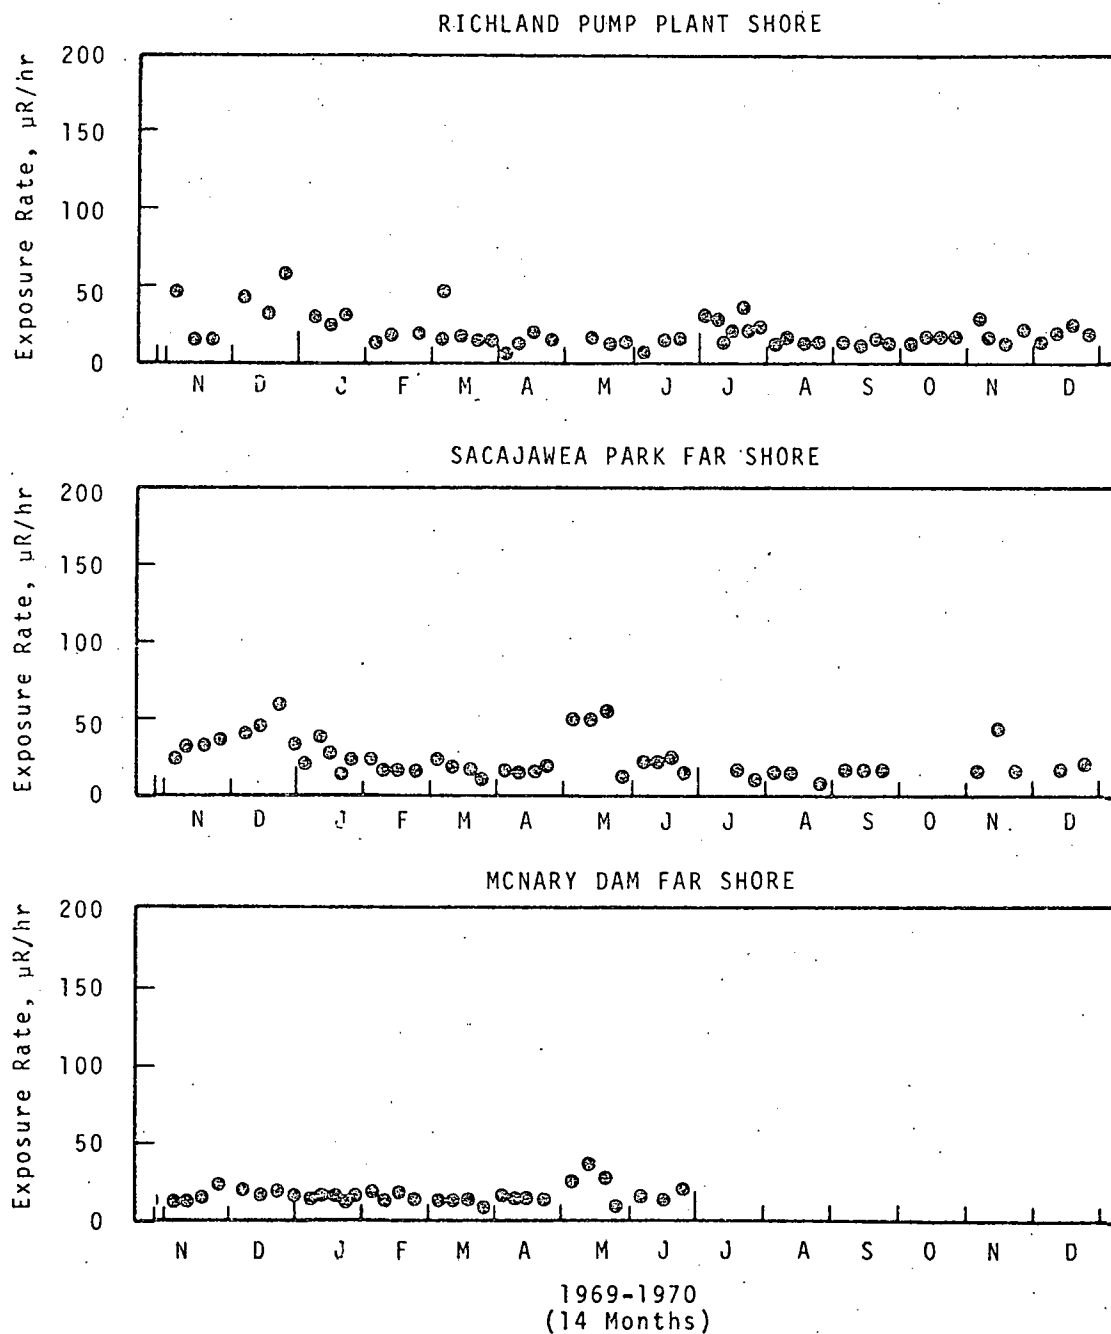 RICHLAND PUMP PLANT SHORE
Exposure Rate, μR/hr
200
150
100
50
0
N D J F M A M J J A S O N D
SACAJAWEA PARK FAR SHORE
Exposure Rate, μR/hr
200
150
100
50
0
N D J F M A M J J A S O N D
MCNARY DAM FAR SHORE
Exposure Rate, μR/hr
200
150
100
50
0
N D J F M A M J J A S O N D
1969-1970
(14 Months)